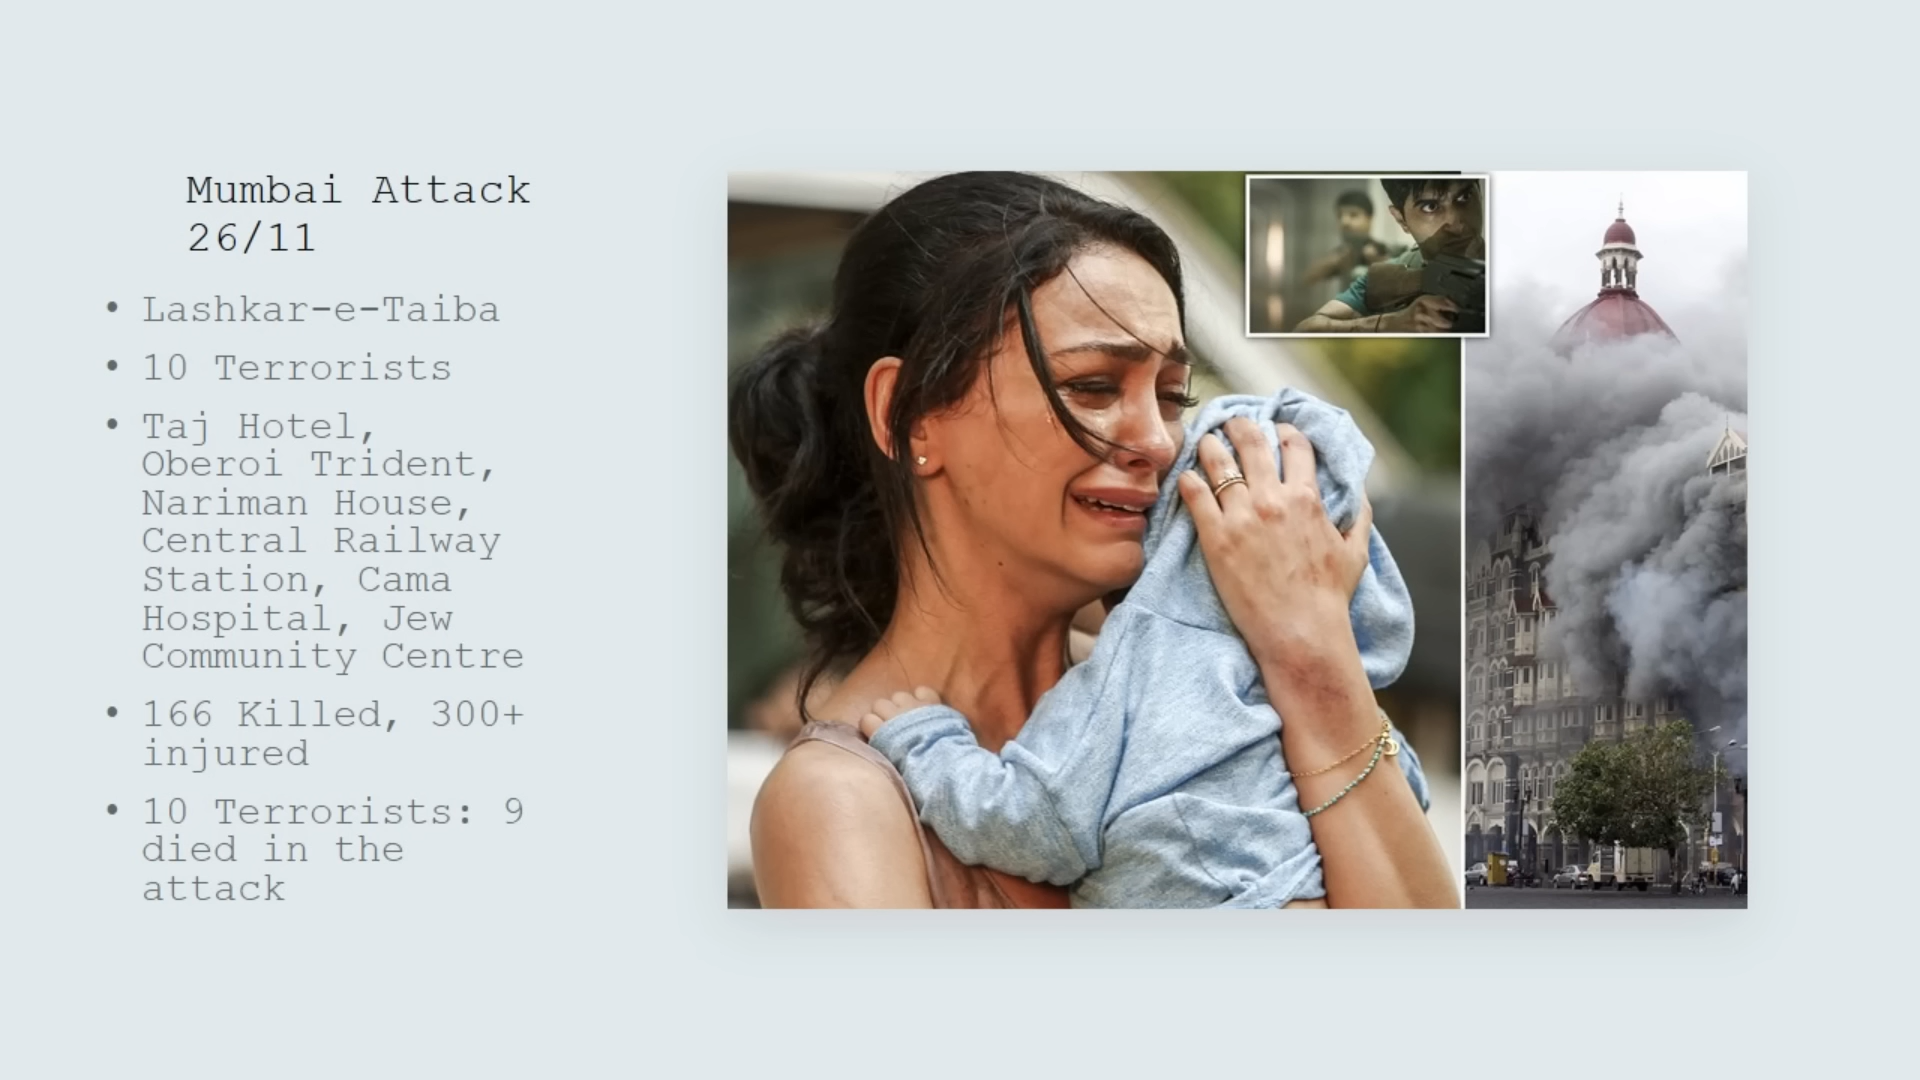 Mumbai Attack
26/11
• Lashkar-e-Taiba
• 10 Terrorists
• Taj Hotel,
Oberoi Trident,
Nariman House,
Central Railway
Station, Cama
Hospital, Jew
Community Centre
• 166 Killed, 300+
injured
• 10 Terrorists: 9
died in the
attack